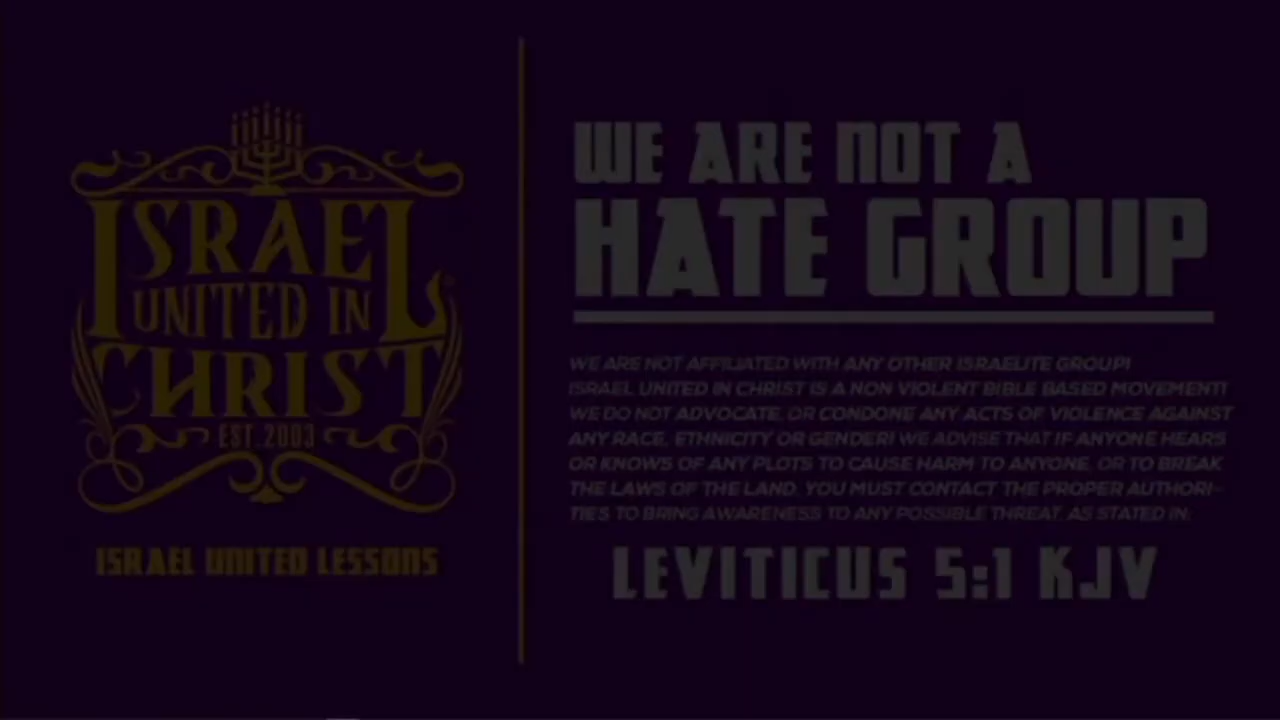 ISRAEL
UNITED IN
CHRIST
EST. 2003
ISRAEL UNITED LESSONS
WE ARE NOT A
HATE GROUP
WE ARE NOT AFFILIATED WITH ANY OTHER ISRAELITE GROUP!
ISRAEL UNITED IN CHRIST IS A NON VIOLENT BIBLE BASED MOVEMENT!
WE DO NOT ADVOCATE, OR CONDONE ANY ACTS OF VIOLENCE AGAINST
ANY RACE, ETHNICITY OR GENDER! WE ADVISE THAT IF ANYONE HEARS
OR KNOWS OF ANY PLOTS TO CAUSE HARM TO ANYONE, OR TO BREAK
THE LAWS OF THE LAND, YOU MUST CONTACT THE PROPER AUTHORI-
TIES TO BRING AWARENESS TO ANY POSSIBLE THREAT. AS STATED IN:
LEVITICUS 5:1 KJV